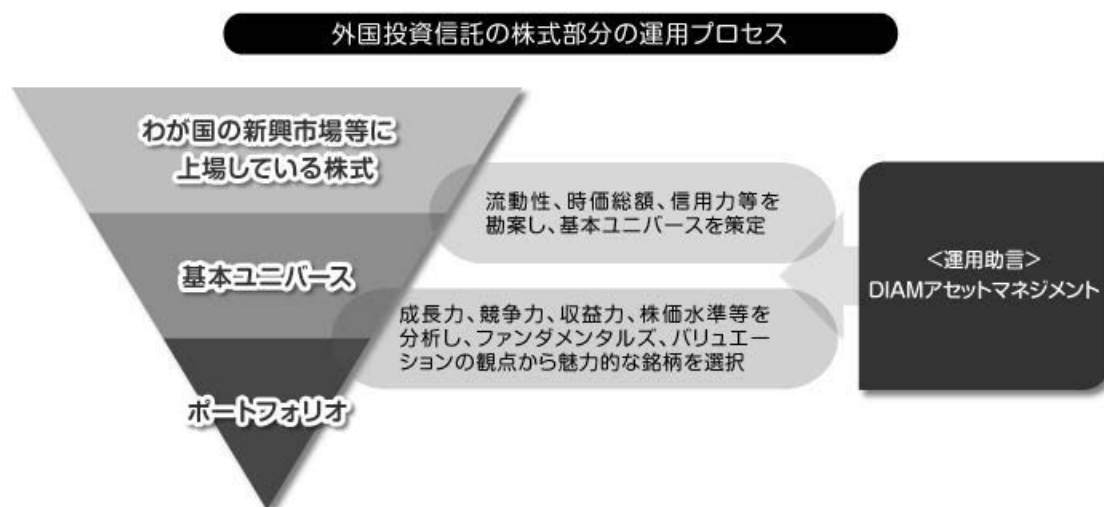 外国投資信託の株式部分の運用プロセス
わが国の新興市場等に
上場している株式
流動性、時価総額、信用力等を
勘案し、基本ユニバースを策定
基本ユニバース
成長力、競争力、収益力、株価水準等を
分析し、ファンダメンタルズ、バリュエー
ションの観点から魅力的な銘柄を選択
ポートフォリオ
＜運用助言＞
DIAMアセットマネジメント